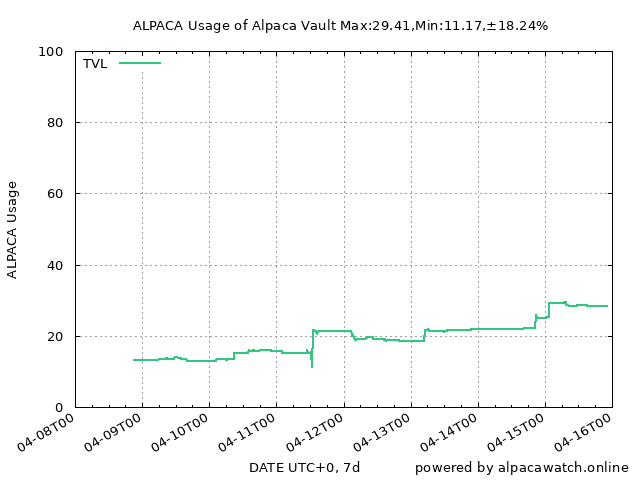 ALPACA Usage of Alpaca Vault Max:29.41,Min:11.17,±18.24%
100
TVL
80
60
ALPACA Usage
40
20
0
04-08T00 04-09T00 04-10T00 04-11T00 04-12T00 04-13T00 04-14T00 04-15T00 04-16T00
DATE UTC+0, 7d powered by alpacawatch.online